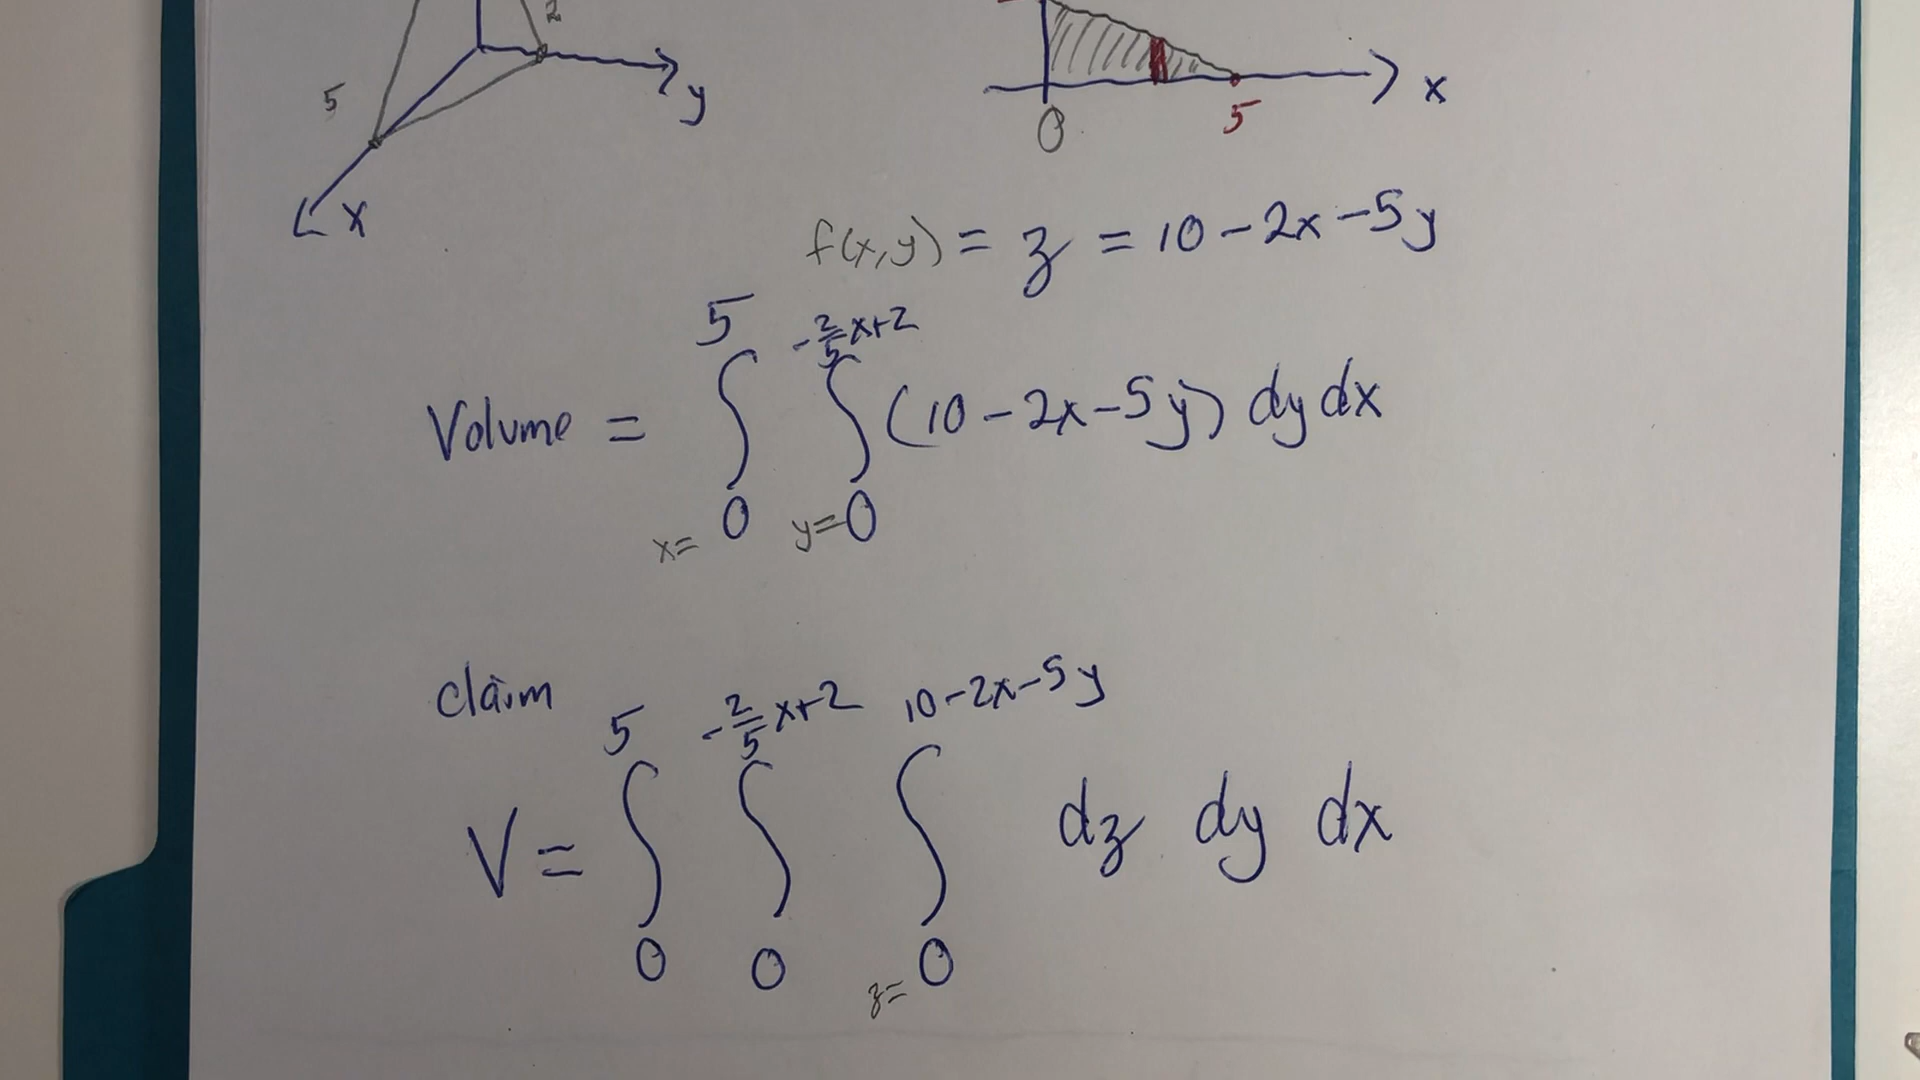 2
5
y
x
0
5
x
f(x,y) = z = 10 - 2x - 5y
5 -2/5x+2
Volume = ∫ ∫ (10 - 2x - 5y) dy dx
x= 0 y= 0
Claim
5 -2/5x+2 10-2x-5y
V = ∫ ∫ ∫ dz dy dx
0 0 z= 0